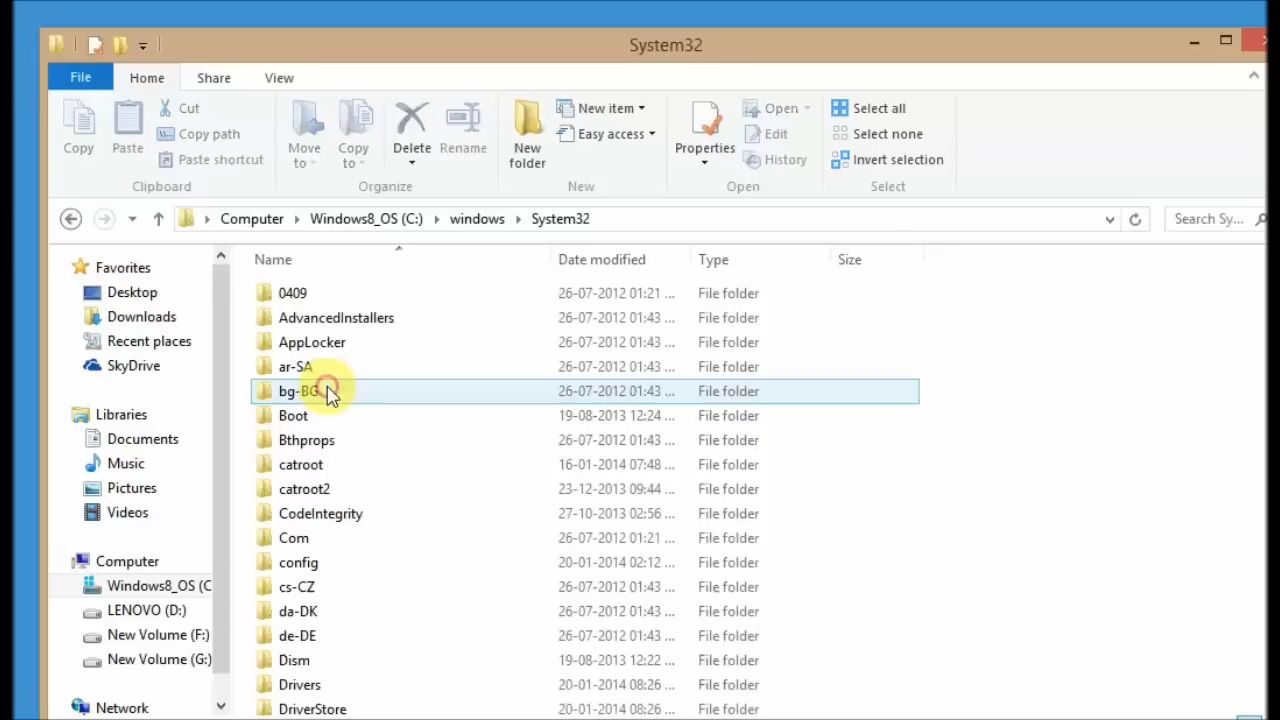 System32
File Home Share View
Copy
Paste
Cut
Copy path
Paste shortcut
Move to
Copy to
Delete
Rename
New folder
New item
Easy access
Properties
Open
Edit
History
Select all
Select none
Invert selection
Clipboard Organize New Open Select
Computer Windows8_OS (C:) windows System32
Search Sy...
Favorites
Desktop
Downloads
Recent places
SkyDrive
Libraries
Documents
Music
Pictures
Videos
Computer
Windows8_OS (C
LENOVO (D:)
New Volume (F:)
New Volume (G:)
Network
Name Date modified Type Size
0409 26-07-2012 01:21 ... File folder
AdvancedInstallers 26-07-2012 01:43 ... File folder
AppLocker 26-07-2012 01:43 ... File folder
ar-SA 26-07-2012 01:43 ... File folder
bg-BG 26-07-2012 01:43 ... File folder
Boot 19-08-2013 12:24 ... File folder
Bthprops 26-07-2012 01:43 ... File folder
catroot 16-01-2014 07:48 ... File folder
catroot2 23-12-2013 09:44 ... File folder
CodeIntegrity 27-10-2013 02:56 ... File folder
Com 26-07-2012 01:21 ... File folder
config 20-01-2014 02:12 ... File folder
cs-CZ 26-07-2012 01:43 ... File folder
da-DK 26-07-2012 01:43 ... File folder
de-DE 26-07-2012 01:43 ... File folder
Dism 19-08-2013 12:22 ... File folder
Drivers 20-01-2014 08:26 ... File folder
DriverStore 20-01-2014 08:26 ... File folder